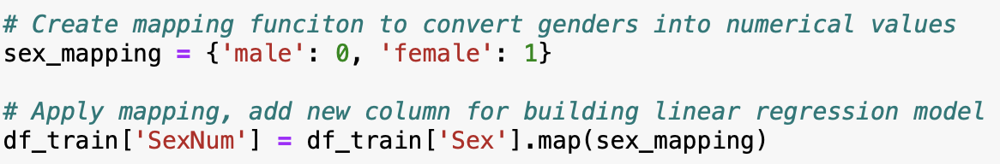 # Create mapping funciton to convert genders into numerical values
sex_mapping = {'male': 0, 'female': 1}
# Apply mapping, add new column for building linear regression model
df_train['SexNum'] = df_train['Sex'].map(sex_mapping)